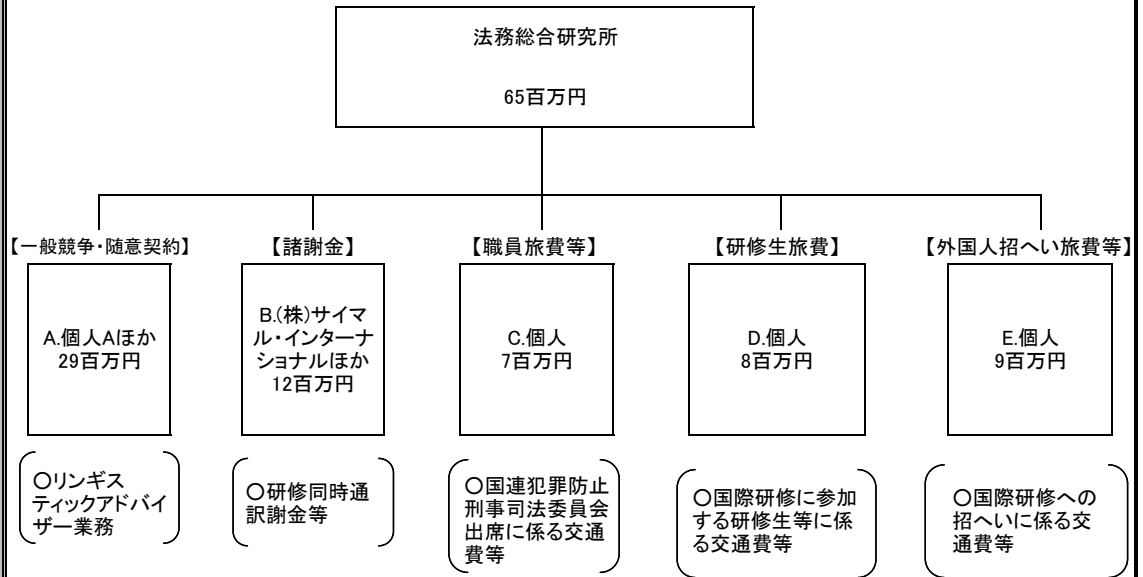 法務総合研究所
65百万円
【一般競争・随意契約】
【諸謝金】
【職員旅費等】
【研修生旅費】
【外国人招へい旅費等】
A.個人Aほか
29百万円
B.(株)サイマ
ル・インターナ
ショナルほか
12百万円
C.個人
7百万円
D.個人
8百万円
E.個人
9百万円
○リンギス
ティックアドバイ
ザー業務
○研修同時通
訳謝金等
○国連犯罪防止
刑事司法委員会
出席に係る交通
費等
○国際研修に参加
する研修生等に係
る交通費等
○国際研修への
招へいに係る交
通費等